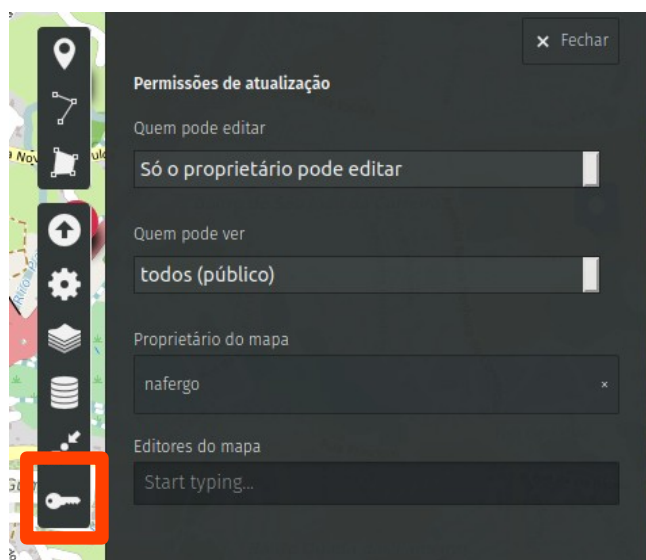 × Fechar
Permissões de atualização
Quem pode editar
Só o proprietário pode editar
Quem pode ver
todos (público)
Proprietário do mapa
nafergo ×
Editores do mapa
Start typing...